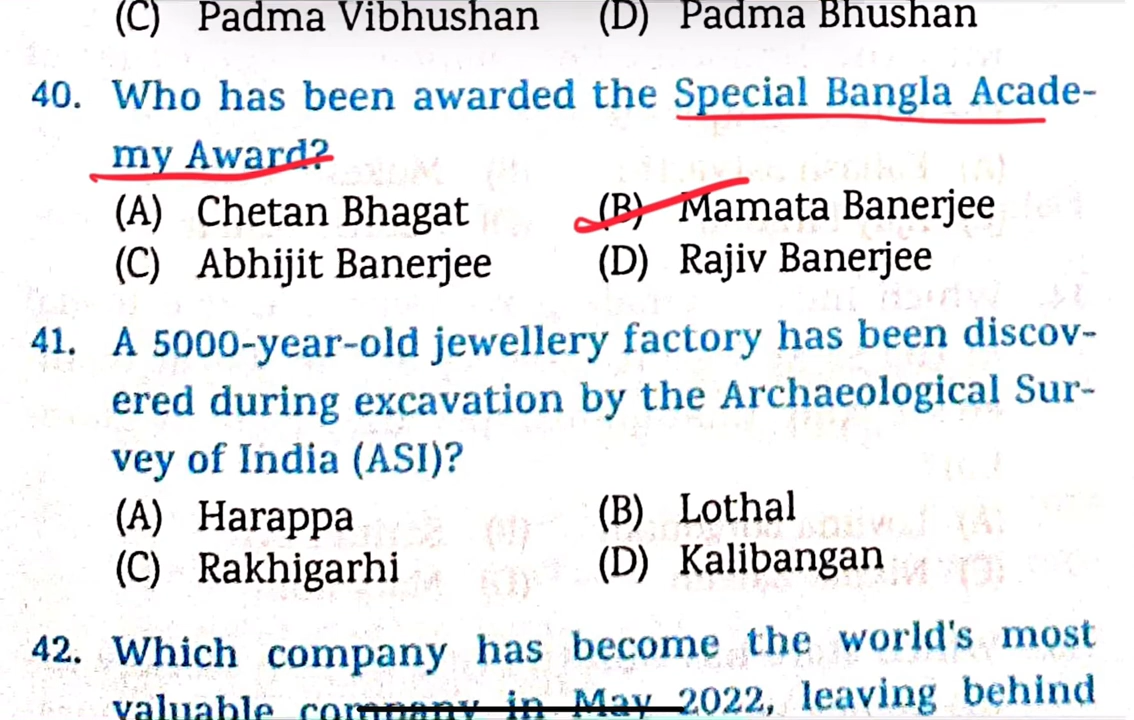 (C) Padma Vibhushan (D) Padma Bhushan
40. Who has been awarded the Special Bangla Acade-
my Award?
(A) Chetan Bhagat (B) Mamata Banerjee
(C) Abhijit Banerjee (D) Rajiv Banerjee
41. A 5000-year-old jewellery factory has been discov-
ered during excavation by the Archaeological Sur-
vey of India (ASI)?
(A) Harappa (B) Lothal
(C) Rakhigarhi (D) Kalibangan
42. Which company has become the world's most
valuable company in May 2022, leaving behind